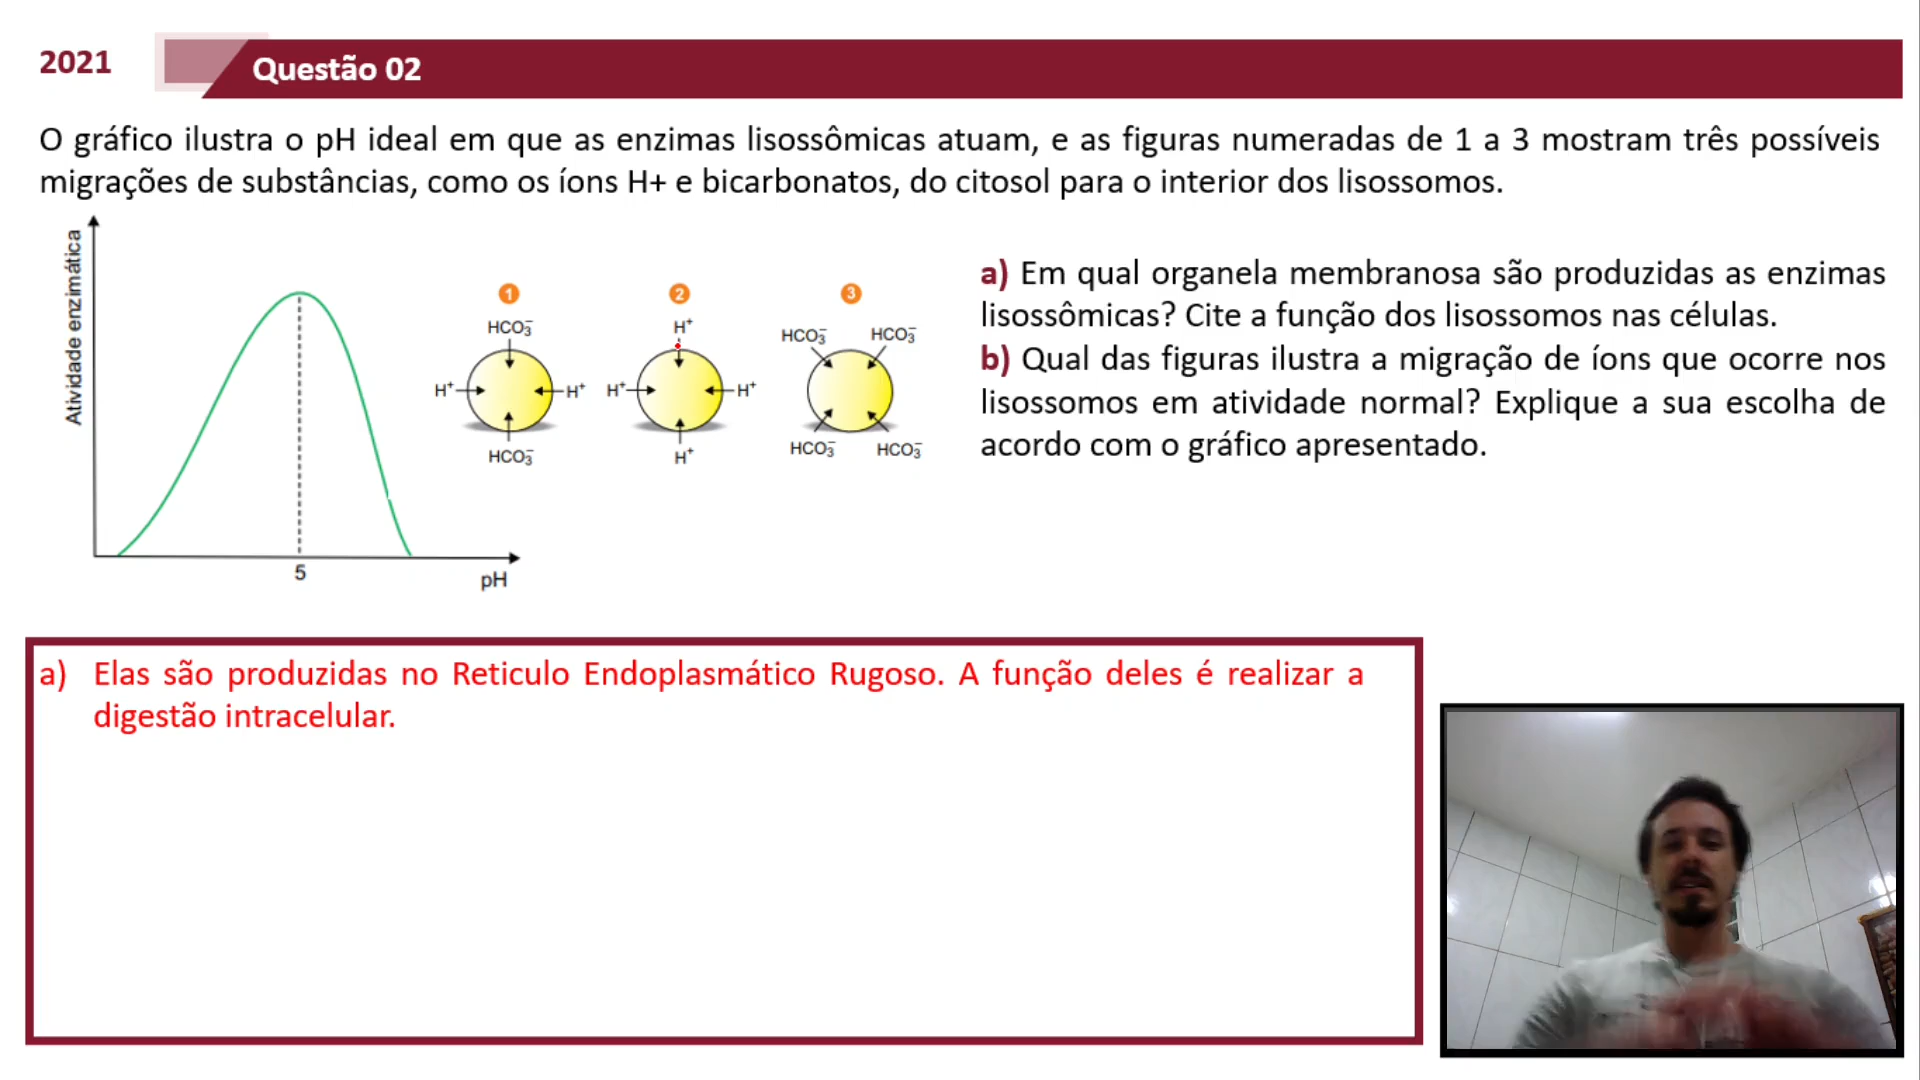 2021
Questão 02
O gráfico ilustra o pH ideal em que as enzimas lisossômicas atuam, e as figuras numeradas de 1 a 3 mostram três possíveis
migrações de substâncias, como os íons H+ e bicarbonatos, do citosol para o interior dos lisossomos.
Atividade enzimática
5
pH
1
HCO₃⁻
H⁺
H⁺
HCO₃⁻
2
H⁺
H⁺
H⁺
H⁺
3
HCO₃⁻ HCO₃⁻
HCO₃⁻ HCO₃⁻
a) Em qual organela membranosa são produzidas as enzimas
lisossômicas? Cite a função dos lisossomos nas células.
b) Qual das figuras ilustra a migração de íons que ocorre nos
lisossomos em atividade normal? Explique a sua escolha de
acordo com o gráfico apresentado.
a) Elas são produzidas no Reticulo Endoplasmático Rugoso. A função deles é realizar a
digestão intracelular.